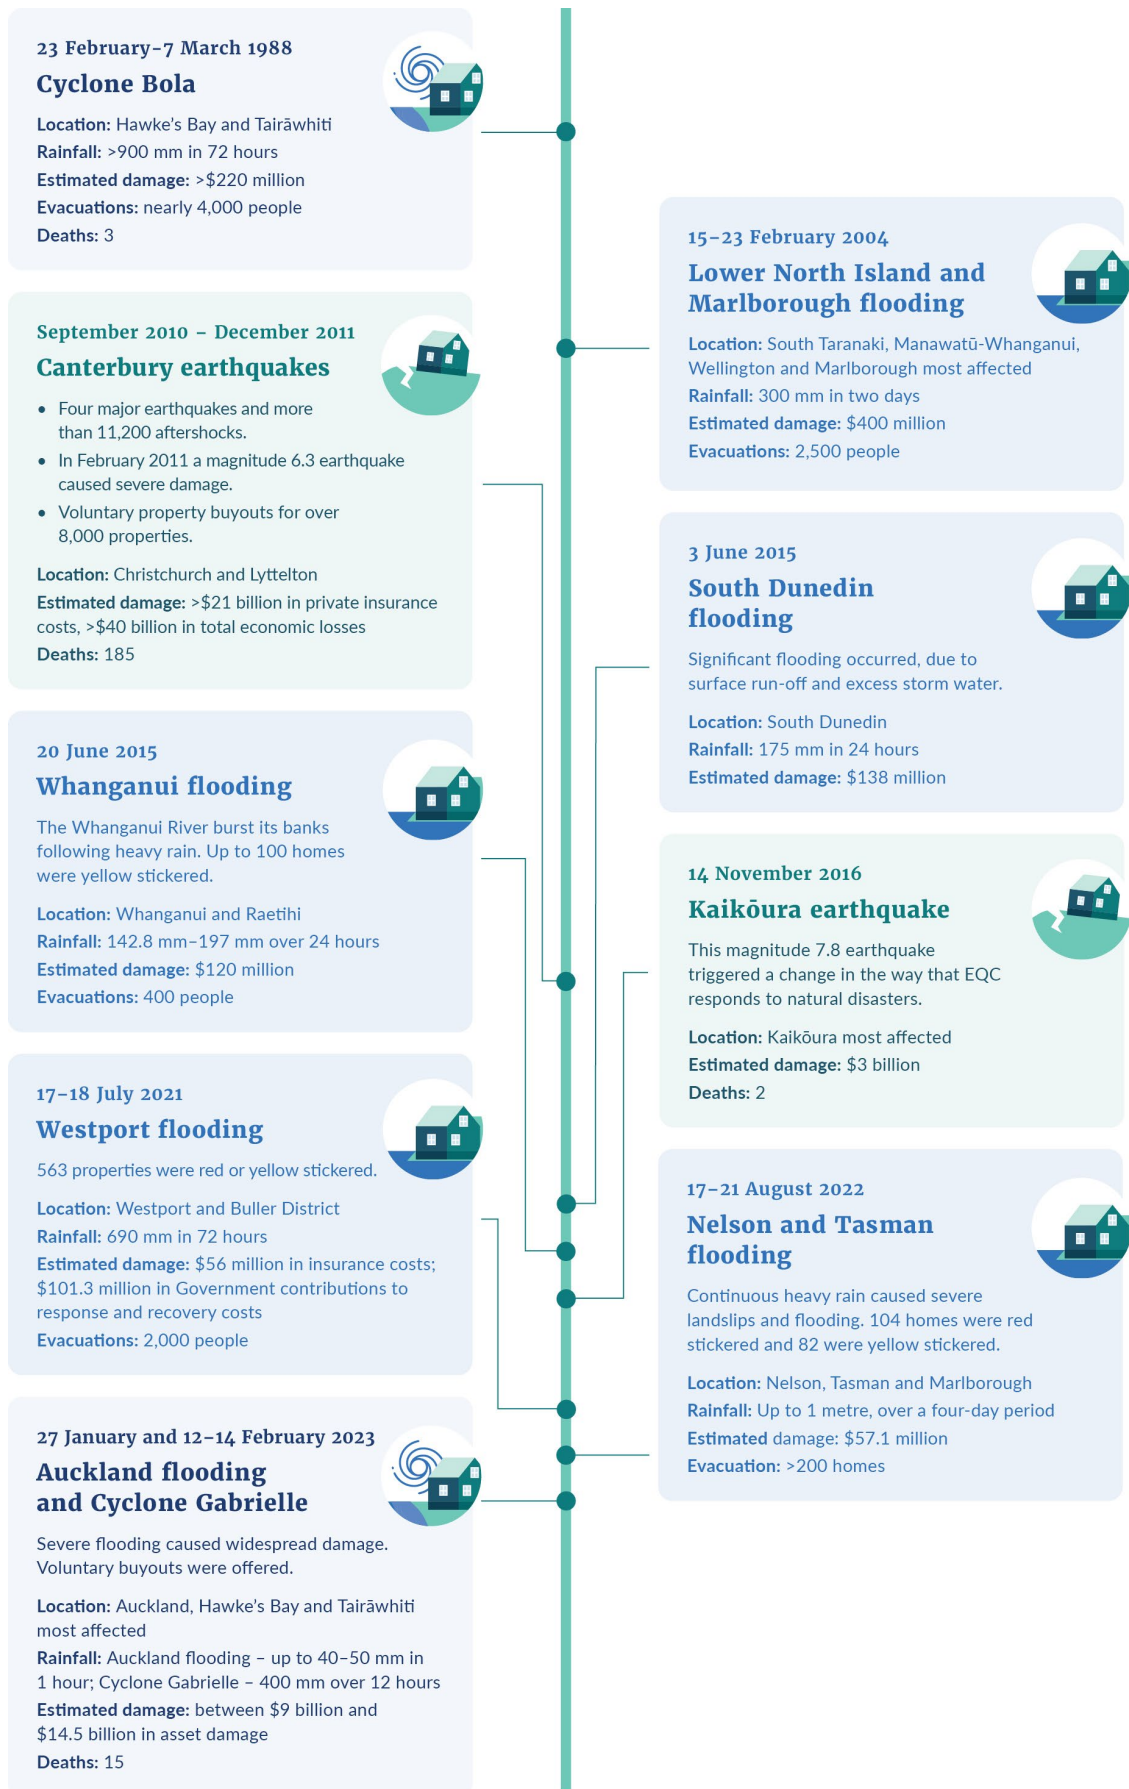 23 February–7 March 1988
Cyclone Bola
Location: Hawke's Bay and Tairāwhiti
Rainfall: >900 mm in 72 hours
Estimated damage: >$220 million
Evacuations: nearly 4,000 people
Deaths: 3
15–23 February 2004
Lower North Island and
Marlborough flooding
Location: South Taranaki, Manawatū-Whanganui,
Wellington and Marlborough most affected
Rainfall: 300 mm in two days
Estimated damage: $400 million
Evacuations: 2,500 people
September 2010 – December 2011
Canterbury earthquakes
• Four major earthquakes and more
than 11,200 aftershocks.
• In February 2011 a magnitude 6.3 earthquake
caused severe damage.
• Voluntary property buyouts for over
8,000 properties.
Location: Christchurch and Lyttelton
Estimated damage: >$21 billion in private insurance
costs, >$40 billion in total economic losses
Deaths: 185
3 June 2015
South Dunedin
flooding
Significant flooding occurred, due to
surface run-off and excess storm water.
Location: South Dunedin
Rainfall: 175 mm in 24 hours
Estimated damage: $138 million
20 June 2015
Whanganui flooding
The Whanganui River burst its banks
following heavy rain. Up to 100 homes
were yellow stickered.
Location: Whanganui and Raetihi
Rainfall: 142.8 mm–197 mm over 24 hours
Estimated damage: $120 million
Evacuations: 400 people
14 November 2016
Kaikōura earthquake
This magnitude 7.8 earthquake
triggered a change in the way that EQC
responds to natural disasters.
Location: Kaikōura most affected
Estimated damage: $3 billion
Deaths: 2
17–18 July 2021
Westport flooding
563 properties were red or yellow stickered.
Location: Westport and Buller District
Rainfall: 690 mm in 72 hours
Estimated damage: $56 million in insurance costs;
$101.3 million in Government contributions to
response and recovery costs
Evacuations: 2,000 people
17–21 August 2022
Nelson and Tasman
flooding
Continuous heavy rain caused severe
landslips and flooding. 104 homes were red
stickered and 82 were yellow stickered.
Location: Nelson, Tasman and Marlborough
Rainfall: Up to 1 metre, over a four-day period
Estimated damage: $57.1 million
Evacuation: >200 homes
27 January and 12–14 February 2023
Auckland flooding
and Cyclone Gabrielle
Severe flooding caused widespread damage.
Voluntary buyouts were offered.
Location: Auckland, Hawke's Bay and Tairāwhiti
most affected
Rainfall: Auckland flooding – up to 40–50 mm in
1 hour; Cyclone Gabrielle – 400 mm over 12 hours
Estimated damage: between $9 billion and
$14.5 billion in asset damage
Deaths: 15